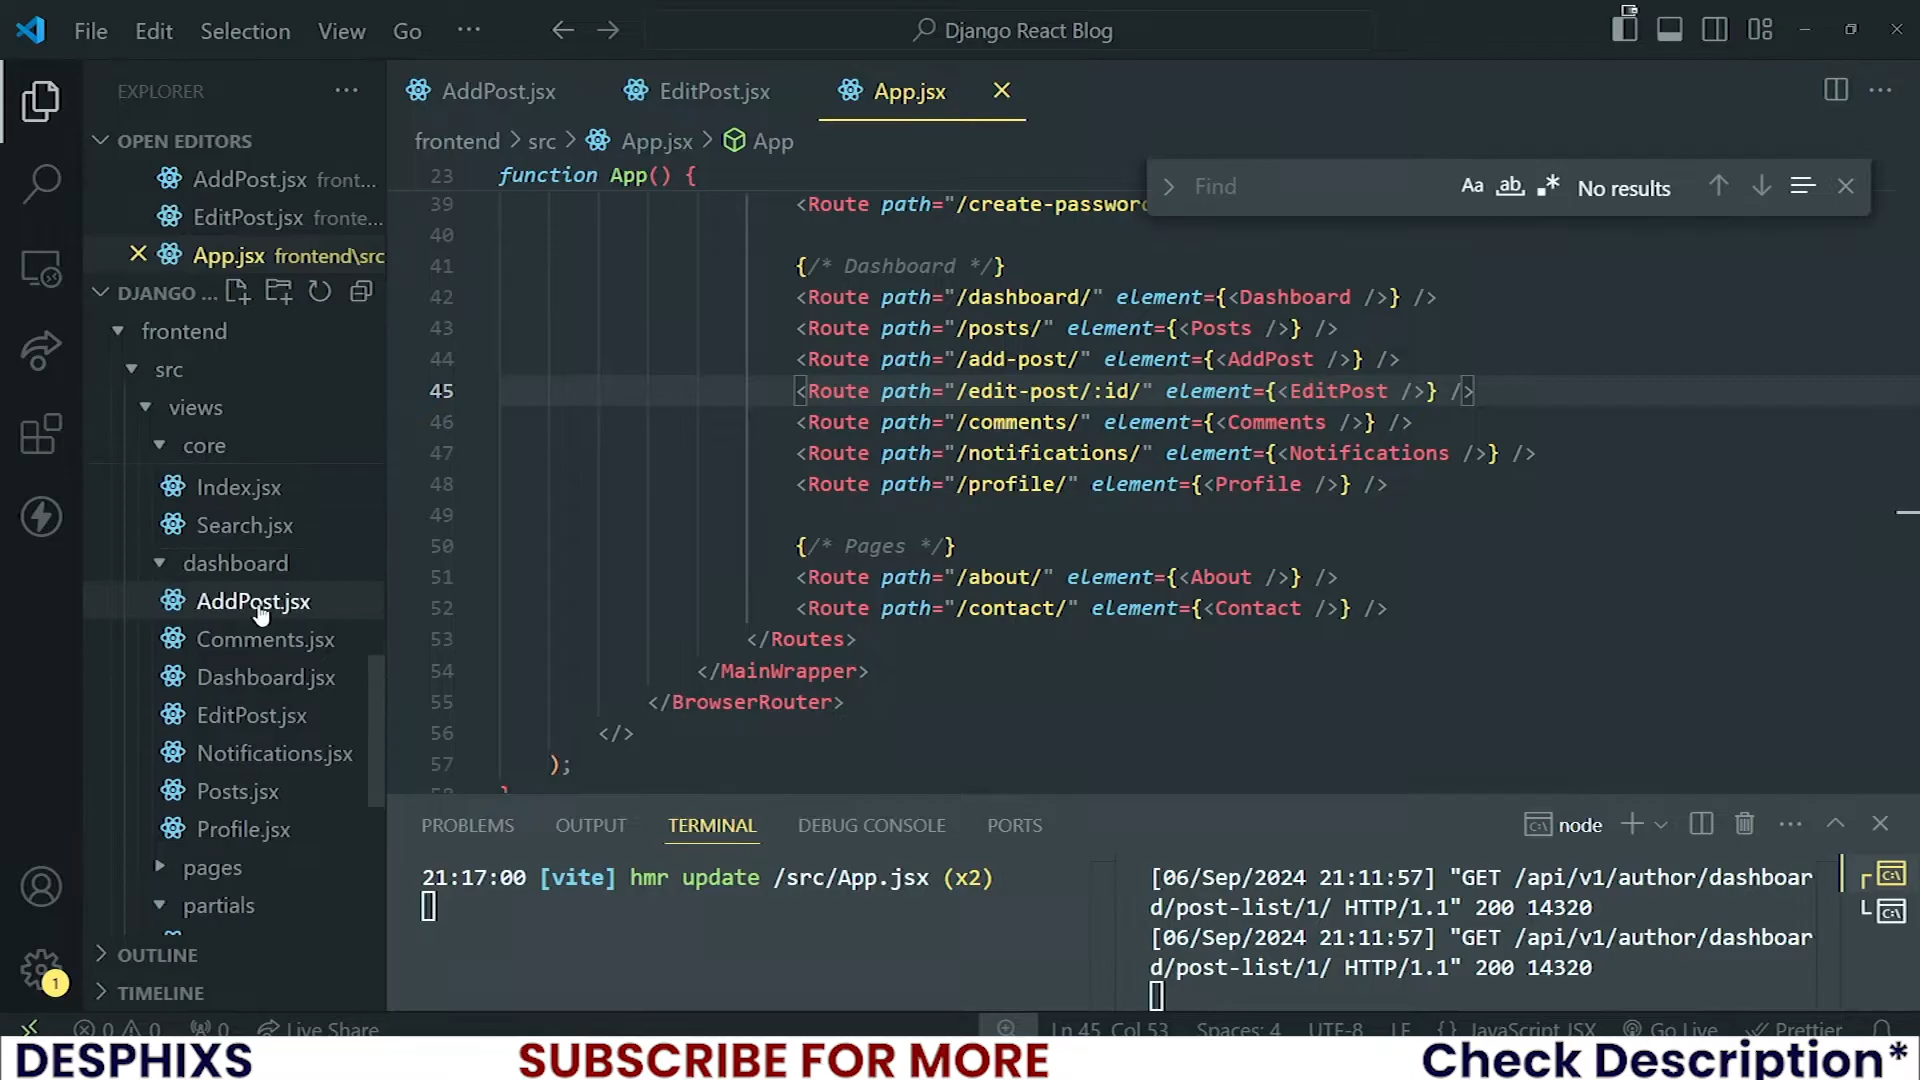 File Edit Selection View Go ··· Django React Blog
EXPLORER ···
OPEN EDITORS
AddPost.jsx front...
EditPost.jsx fronte...
App.jsx frontend\src
DJANGO ...
frontend
src
views
core
Index.jsx
Search.jsx
dashboard
AddPost.jsx
Comments.jsx
Dashboard.jsx
EditPost.jsx
Notifications.jsx
Posts.jsx
Profile.jsx
pages
partials
OUTLINE
TIMELINE
1
AddPost.jsx EditPost.jsx App.jsx
frontend > src > App.jsx > App
Find Aa ab .* No results
23 function App() {
39 <Route path="/create-password
40
41 {/* Dashboard */}
42 <Route path="/dashboard/" element={<Dashboard />} />
43 <Route path="/posts/" element={<Posts />} />
44 <Route path="/add-post/" element={<AddPost />} />
45 <Route path="/edit-post/:id/" element={<EditPost />} />
46 <Route path="/comments/" element={<Comments />} />
47 <Route path="/notifications/" element={<Notifications />} />
48 <Route path="/profile/" element={<Profile />} />
49
50 {/* Pages */}
51 <Route path="/about/" element={<About />} />
52 <Route path="/contact/" element={<Contact />} />
53 </Routes>
54 </MainWrapper>
55 </BrowserRouter>
56 </>
57 );
58 }
PROBLEMS OUTPUT TERMINAL DEBUG CONSOLE PORTS node
21:17:00 [vite] hmr update /src/App.jsx (x2)
[06/Sep/2024 21:11:57] "GET /api/v1/author/dashboar
d/post-list/1/ HTTP/1.1" 200 14320
[06/Sep/2024 21:11:57] "GET /api/v1/author/dashboar
d/post-list/1/ HTTP/1.1" 200 14320
0 0 0 Live Share Ln 45, Col 53 Spaces: 4 UTF-8 LF {} JavaScript JSX Go Live Prettier
DESPHIXS SUBSCRIBE FOR MORE Check Description*